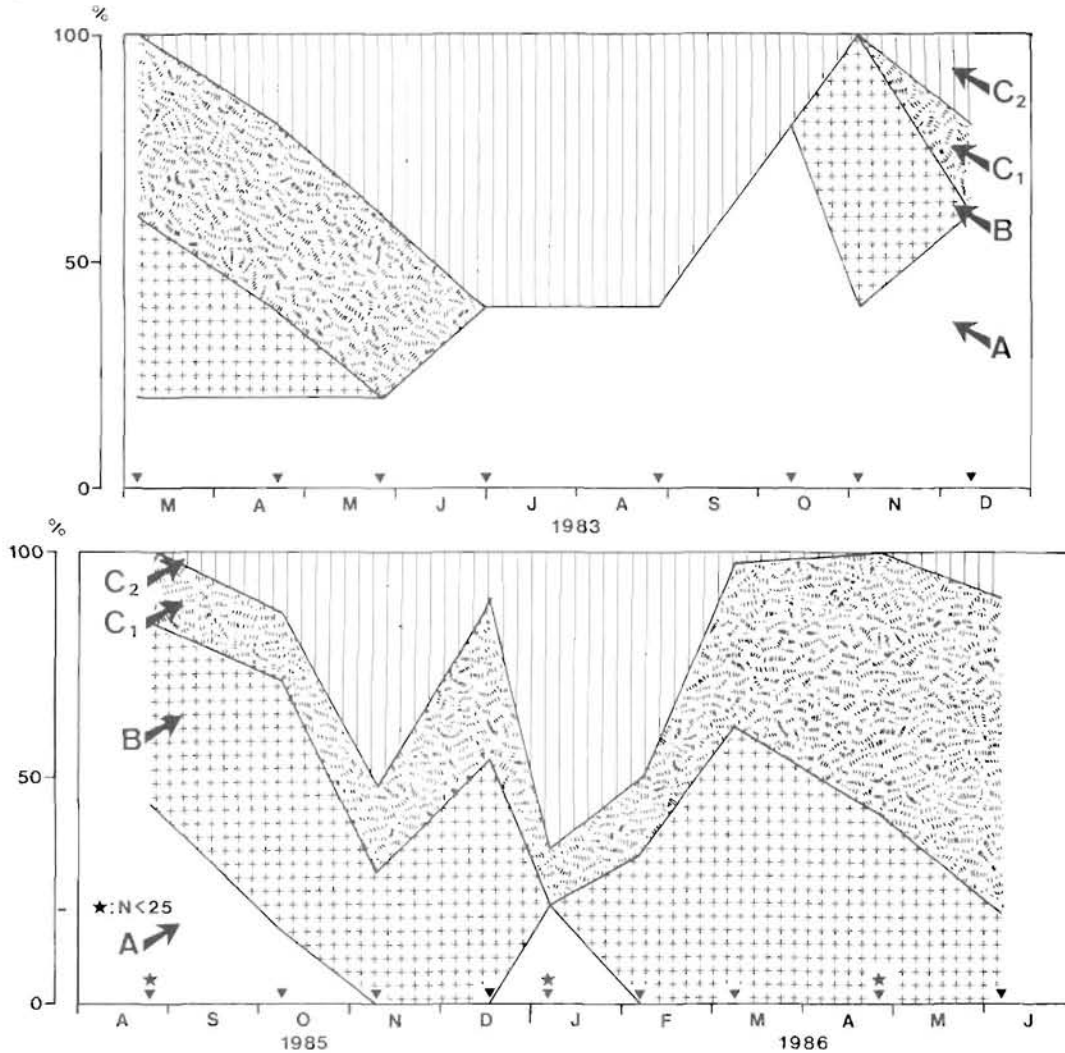 %
100
C2
C1
B
50
A
0
M A M J J A S O N D
1983
%
100
C2
C1
B
50
★:N<25
A
0
A S O N D J F M A M J
1985 1986